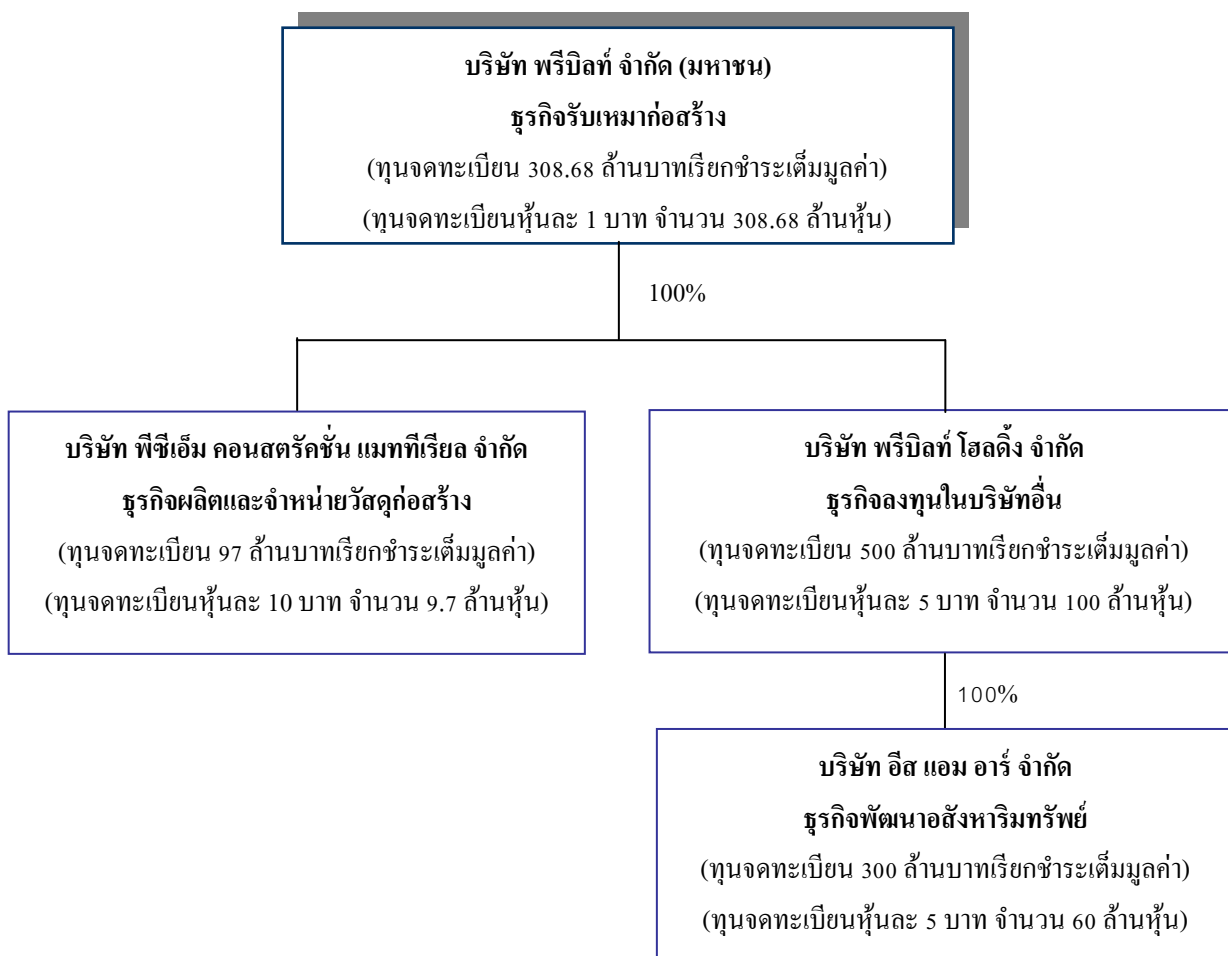 บริษัท พรีบิลท์ จำกัด (มหาชน)
ธุรกิจรับเหมาก่อสร้าง
(ทุนจดทะเบียน 308.68 ล้านบาทเรียกชำระเต็มมูลค่า)
(ทุนจดทะเบียนหุ้นละ 1 บาท จำนวน 308.68 ล้านหุ้น)
100%
บริษัท พีซีเอ็ม คอนสตรัคชั่น แมททีเรียล จำกัด
ธุรกิจผลิตและจำหน่ายวัสดุก่อสร้าง
(ทุนจดทะเบียน 97 ล้านบาทเรียกชำระเต็มมูลค่า)
(ทุนจดทะเบียนหุ้นละ 10 บาท จำนวน 9.7 ล้านหุ้น)
บริษัท พรีบิลท์ โฮลดิ้ง จำกัด
ธุรกิจลงทุนในบริษัทอื่น
(ทุนจดทะเบียน 500 ล้านบาทเรียกชำระเต็มมูลค่า)
(ทุนจดทะเบียนหุ้นละ 5 บาท จำนวน 100 ล้านหุ้น)
100%
บริษัท อีส แอม อาร์ จำกัด
ธุรกิจพัฒนาอสังหาริมทรัพย์
(ทุนจดทะเบียน 300 ล้านบาทเรียกชำระเต็มมูลค่า)
(ทุนจดทะเบียนหุ้นละ 5 บาท จำนวน 60 ล้านหุ้น)